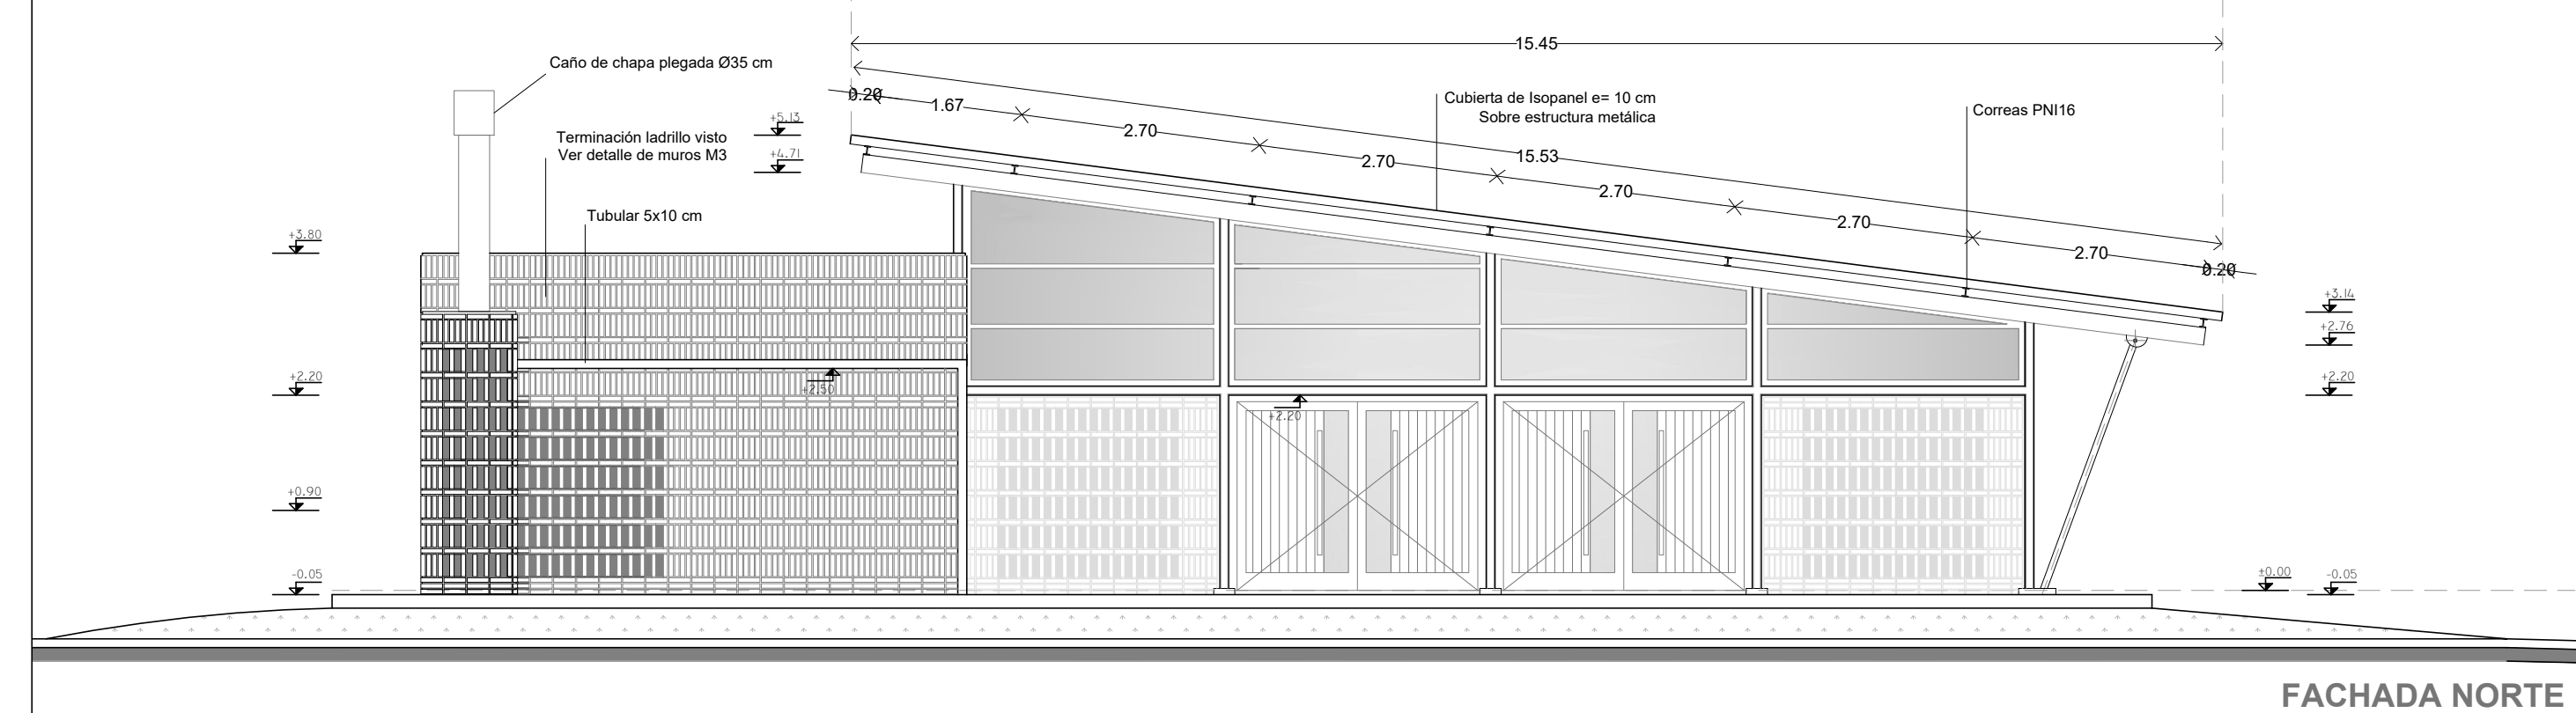 15.45
Caño de chapa plegada Ø35 cm
0.20
1.67
2.70
2.70
15.53
2.70
2.70
2.70
0.20
Cubierta de Isopanel e= 10 cm
Sobre estructura metálica
Correas PNI16
Terminación ladrillo visto
Ver detalle de muros M3
+5.13
+4.71
Tubular 5x10 cm
+3.80
+3.14
+2.76
+2.20
+2.20
+2.50
+2.20
+0.90
-0.05
±0.00
-0.05
FACHADA NORTE